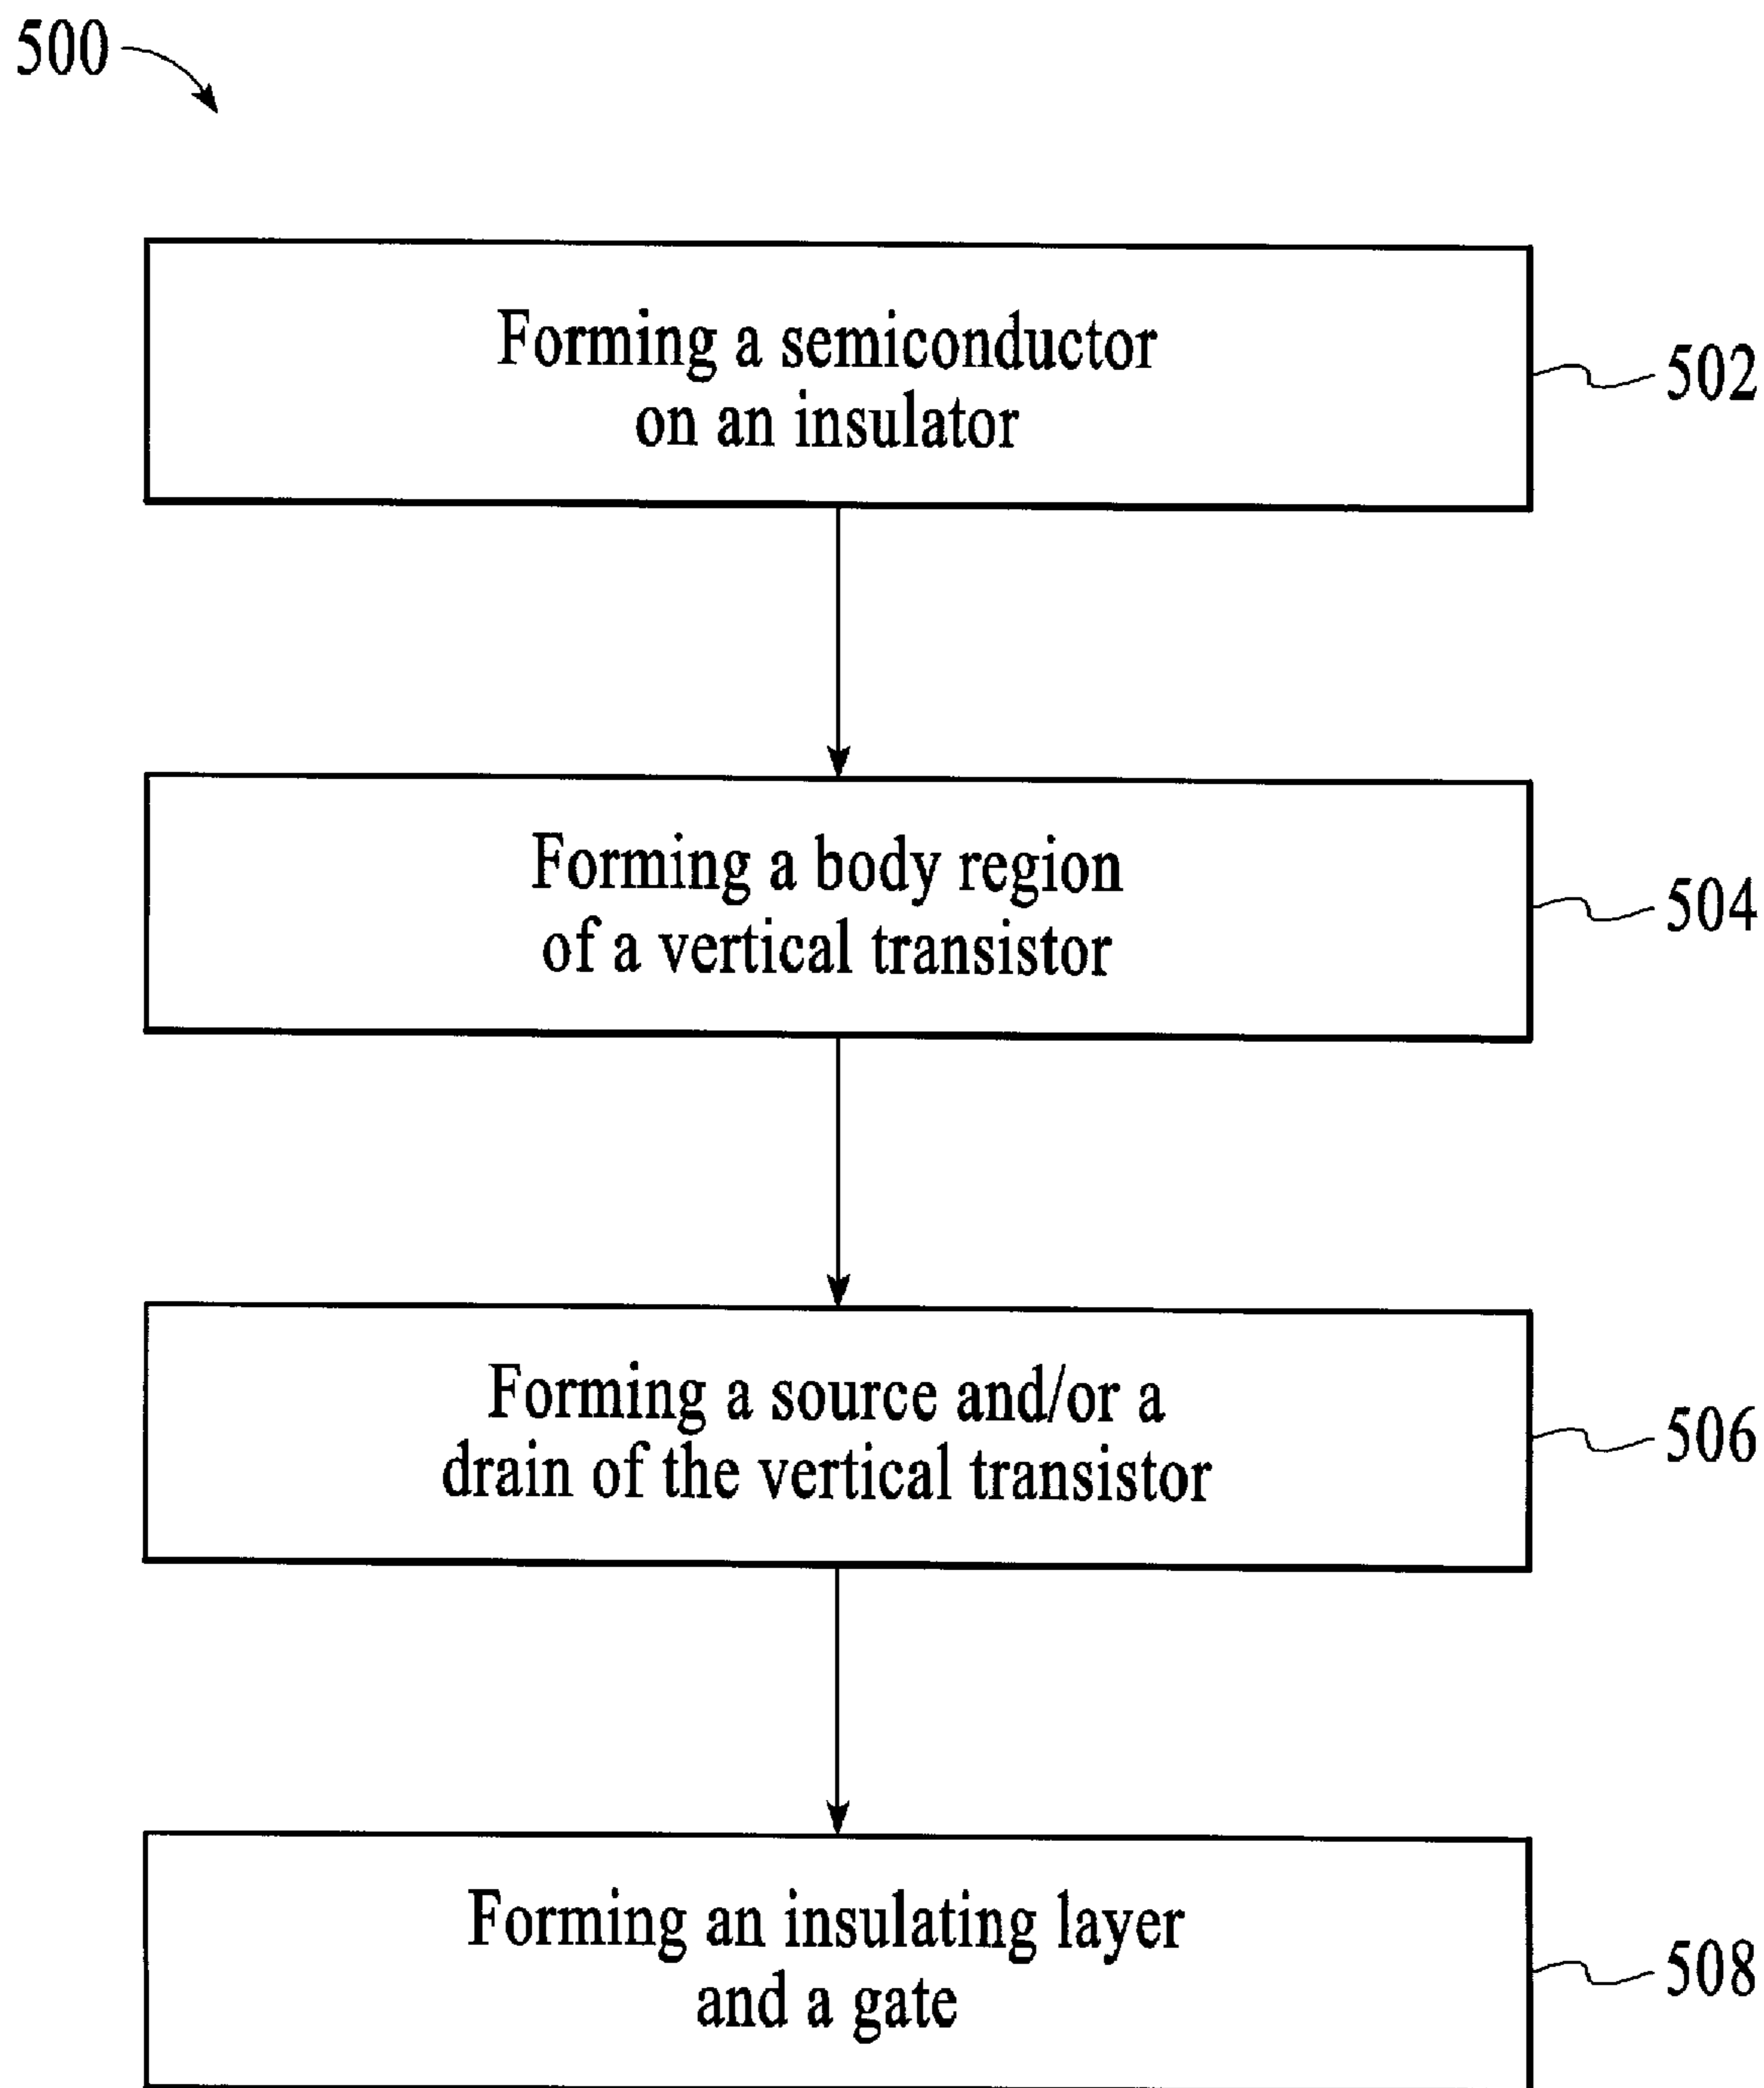 500
Forming a semiconductor
on an insulator
502
Forming a body region
of a vertical transistor
504
Forming a source and/or a
drain of the vertical transistor
506
Forming an insulating layer
and a gate
508